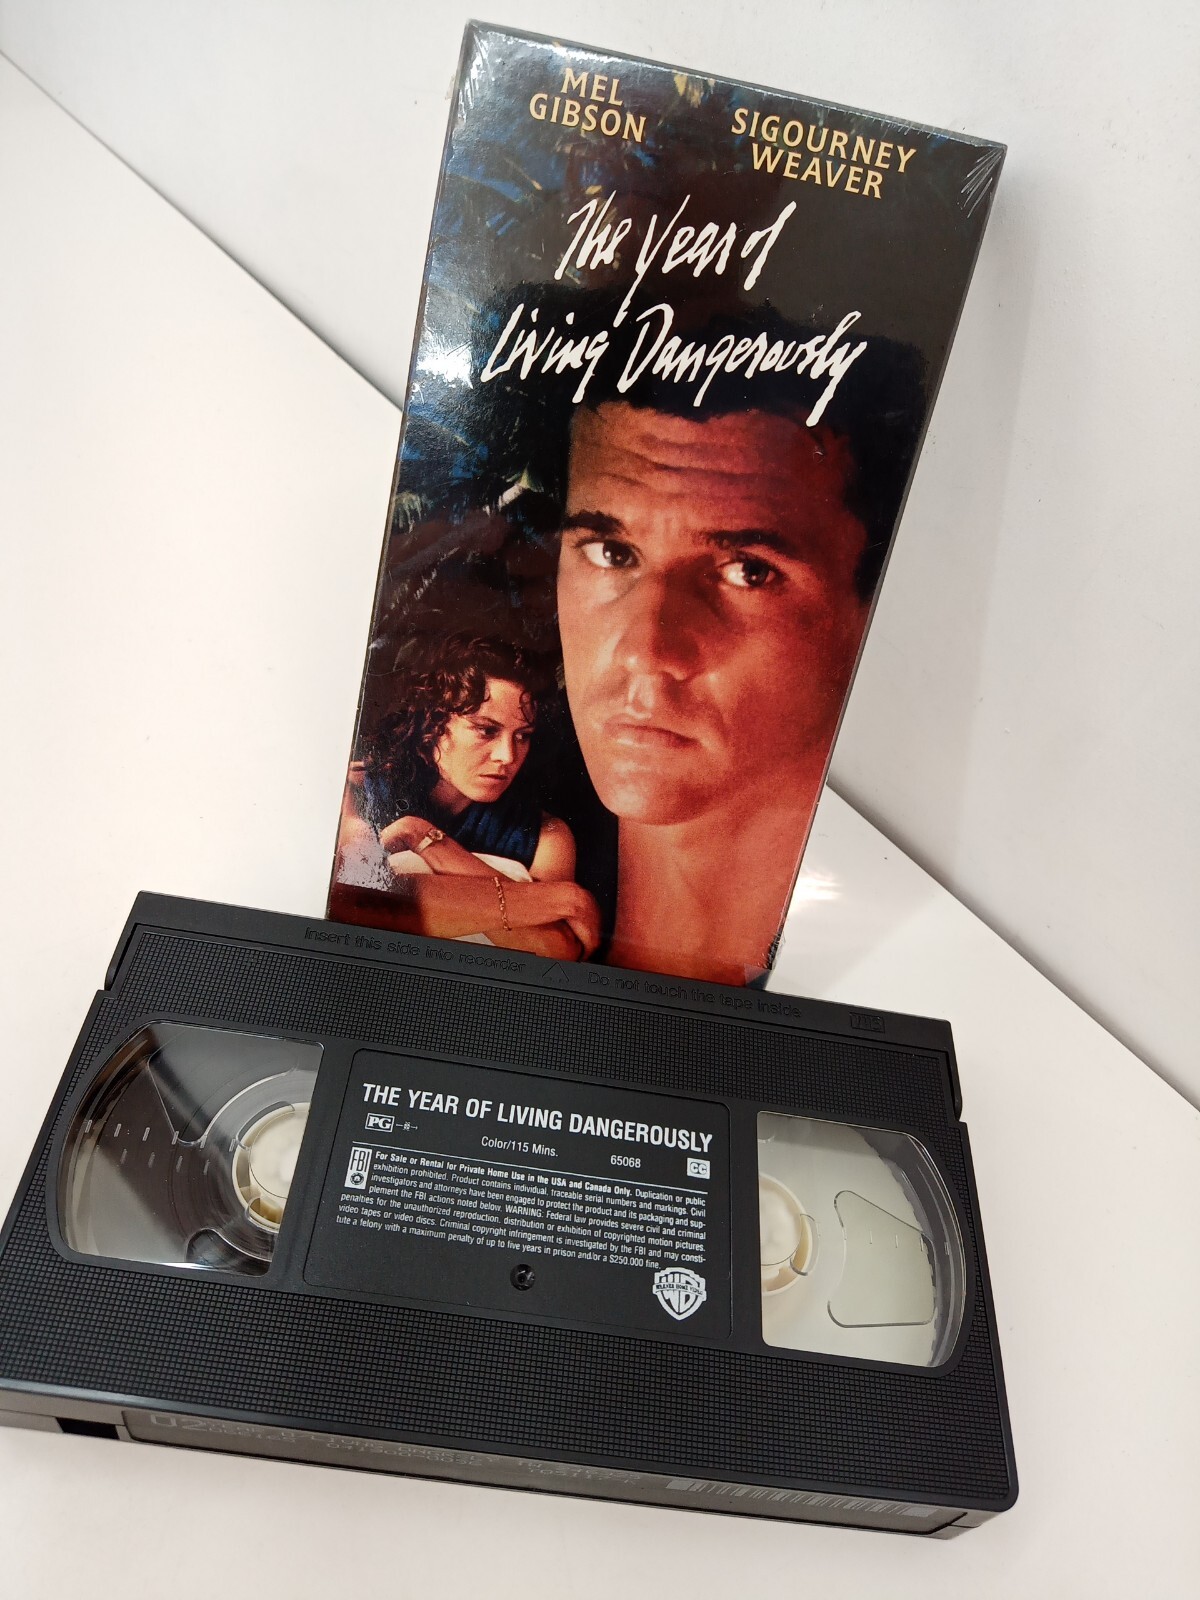 MEL
GIBSON
SIGOURNEY
WEAVER
The Year of
Living Dangerously
Insert this side into recorder
Do not touch the tape inside
VHS
THE YEAR OF LIVING DANGEROUSLY
PG
Color/115 Mins.
65068
CC
FBI
For Sale or Rental for Private Home Use in the USA and Canada Only. Duplication or public
exhibition prohibited. Product contains individual, traceable serial numbers and markings. Civil
investigators and attorneys have been engaged to protect the product and its packaging and sup-
plement the FBI actions noted below. WARNING: Federal law provides severe civil and criminal
penalties for the unauthorized reproduction, distribution or exhibition of copyrighted motion pictures,
video tapes or video discs. Criminal copyright infringement is investigated by the FBI and may consti-
tute a felony with a maximum penalty of up to five years in prison and/or a $250,000 fine.
WB
WARNER HOME VIDEO
02